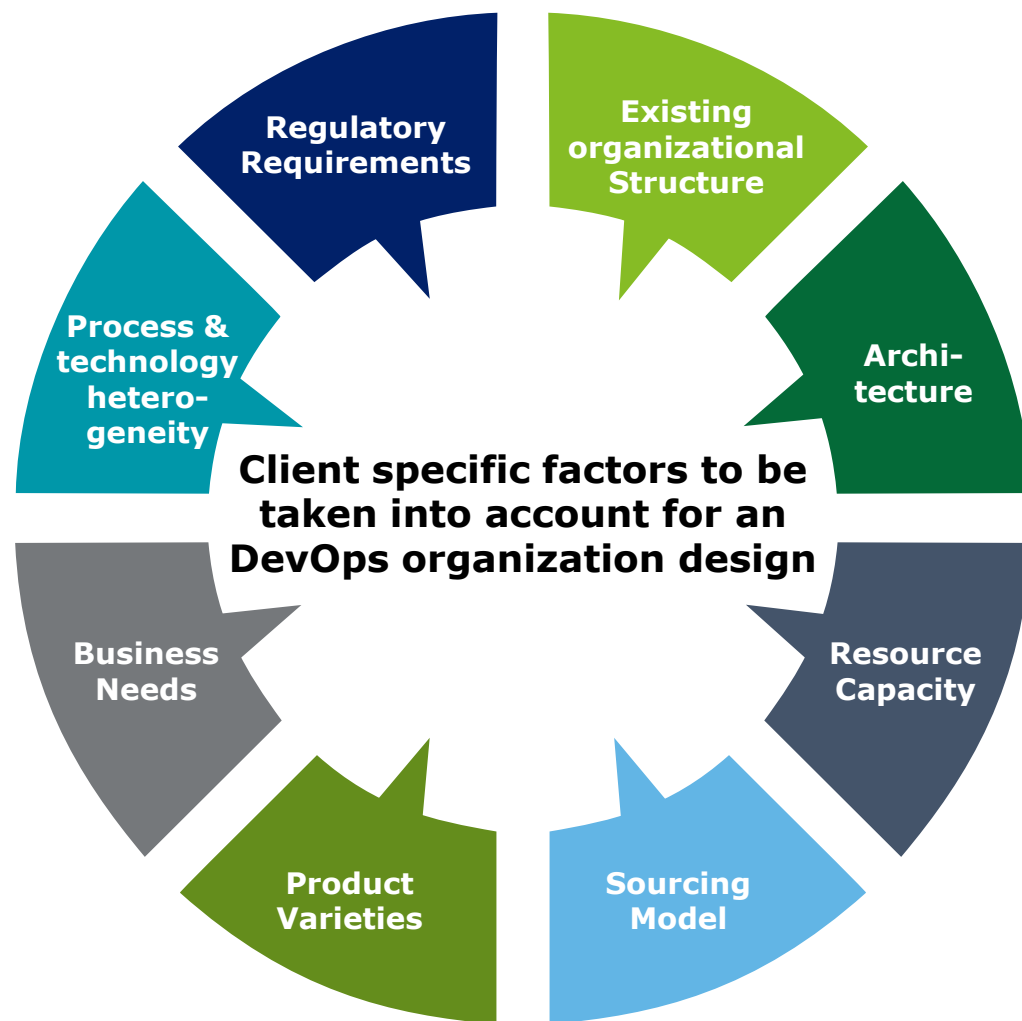 Regulatory
Requirements
Existing
organizational
Structure
Process &
technology
hetero-
geneity
Archi-
tecture
Client specific factors to be
taken into account for an
DevOps organization design
Business
Needs
Resource
Capacity
Product
Varieties
Sourcing
Model